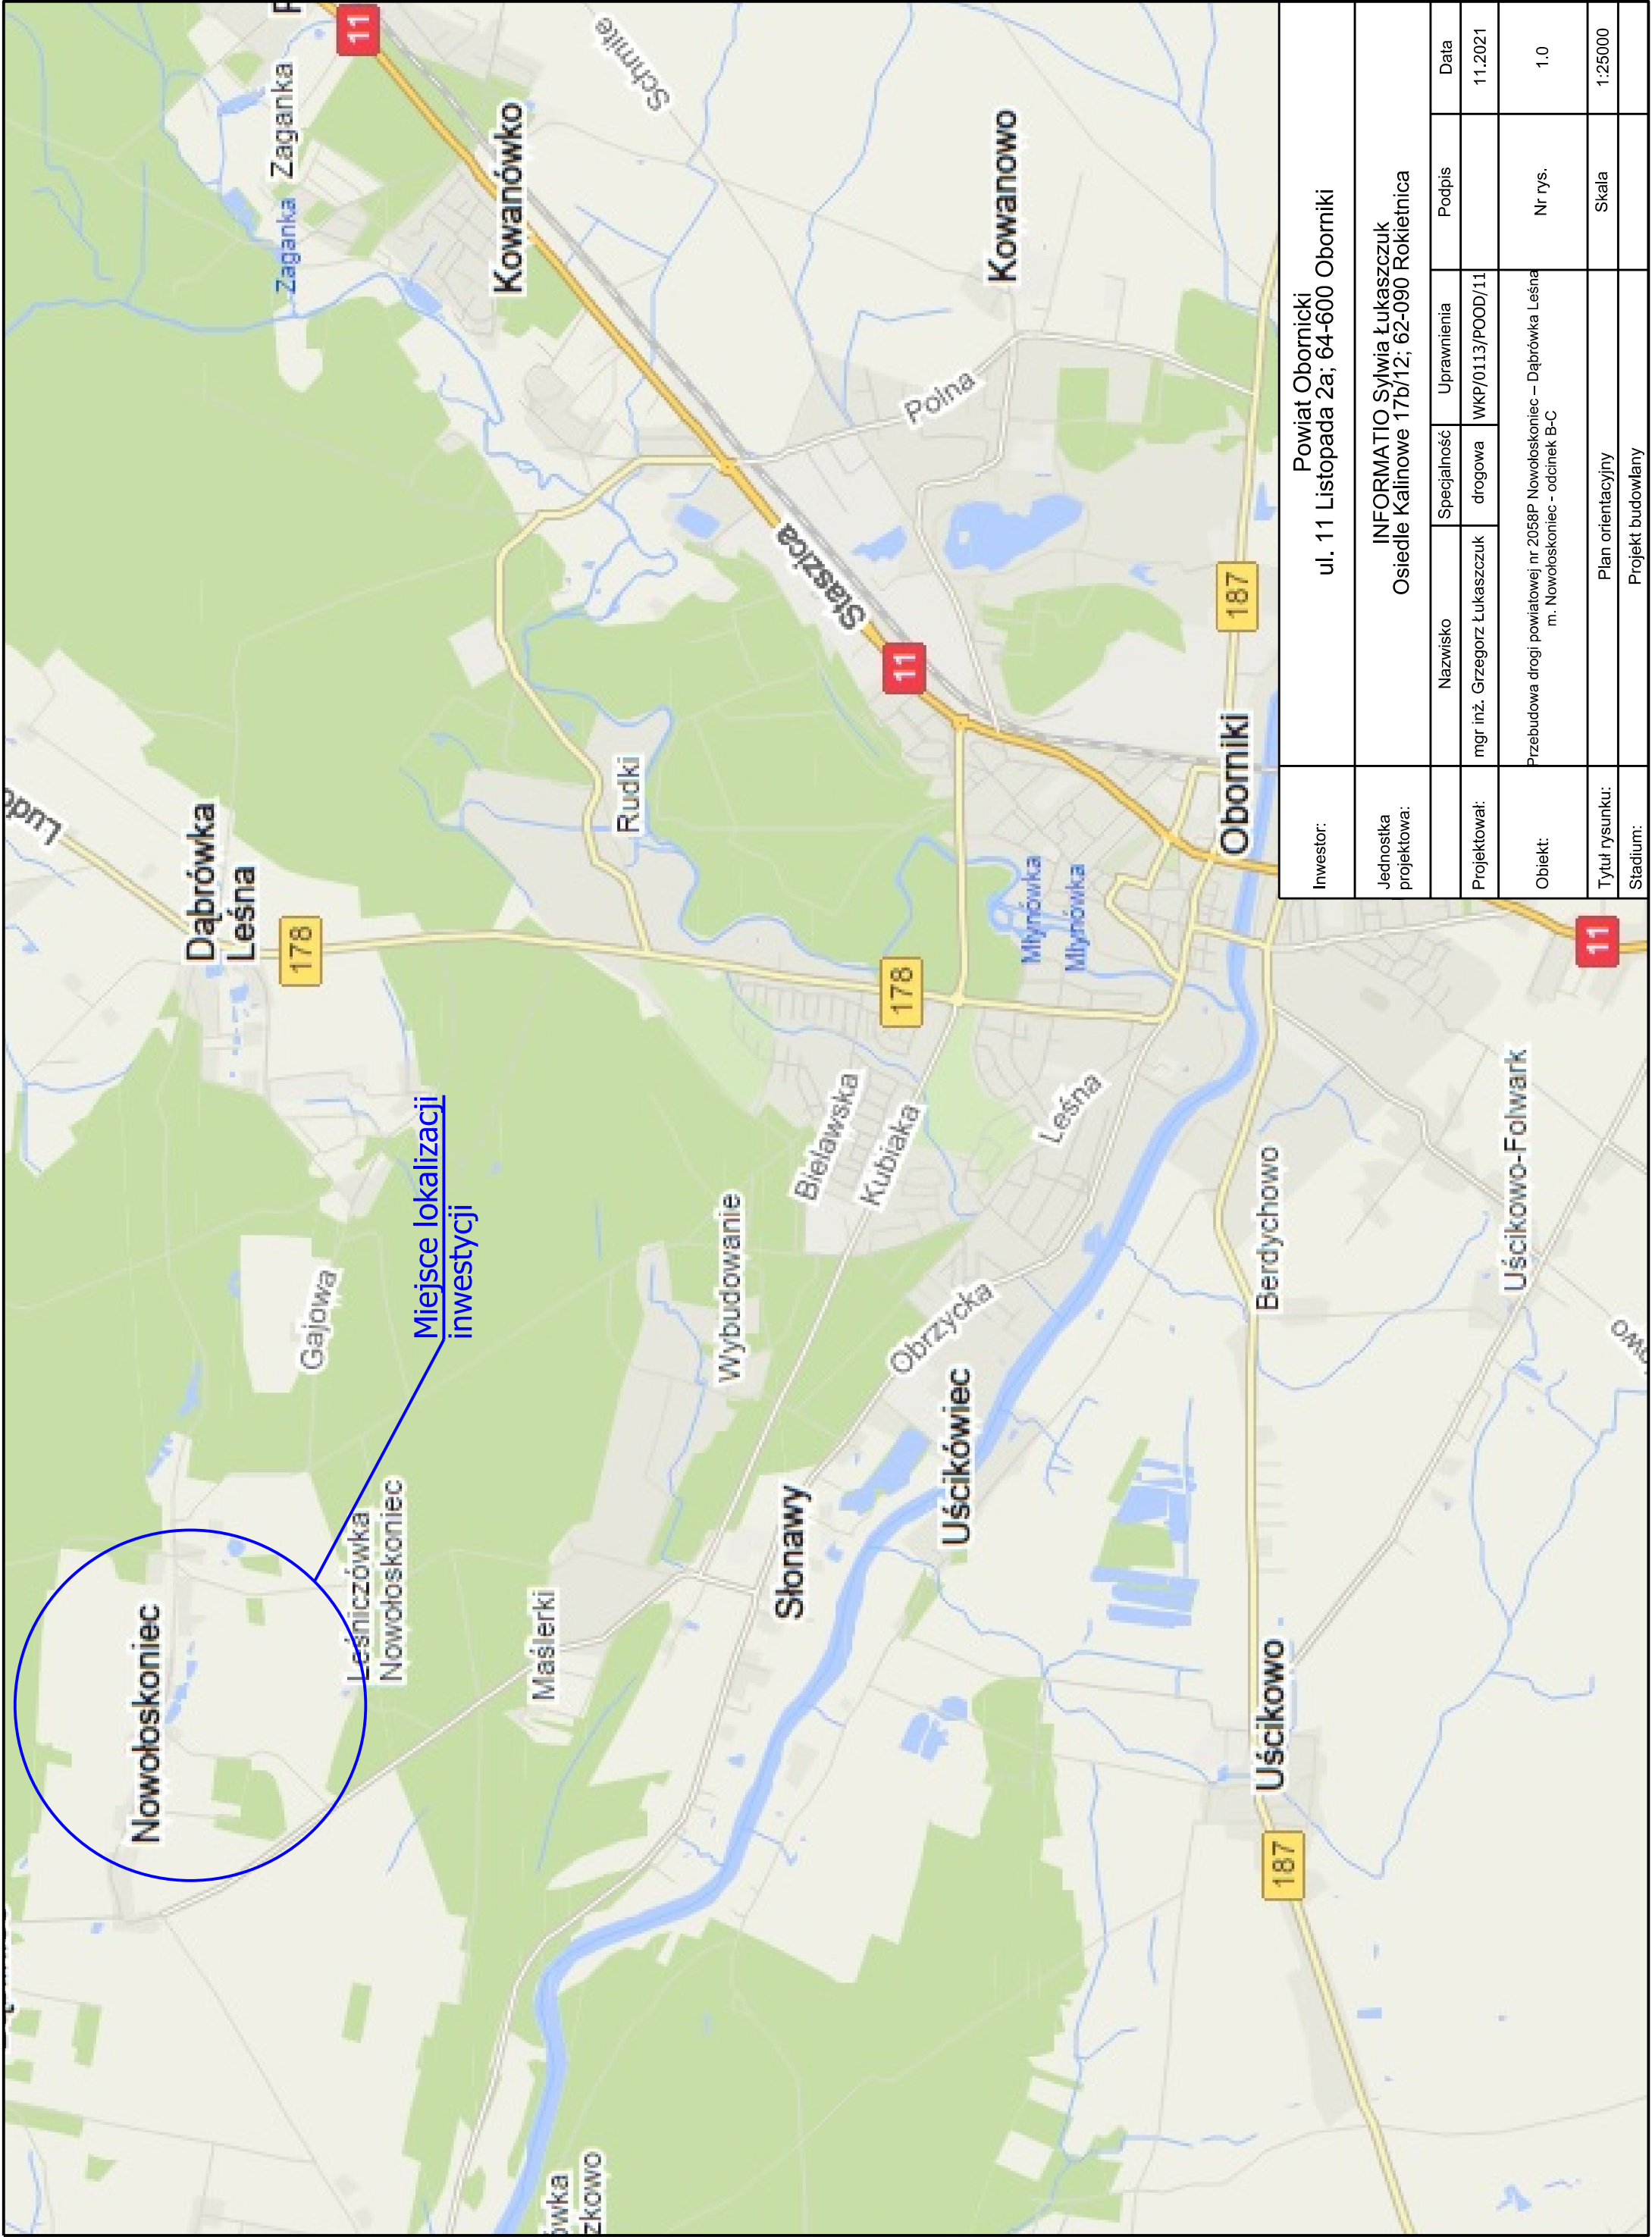 Nowołoskoniec
Leśniczówka
Nowołoskoniec
Gajowa
Miejsce lokalizacji
inwestycji
Dąbrówka
Leśna
178
Zaganka
Zaganka
11
Kowanówko
Schmite
Maślerki
Rudki
Wybudowanie
Słonawy
Bielawska
Kubiaka
178
Staszica
11
Polna
Kowanowo
Obrzycka
Uścikówiec
Leśna
Młynówka
Młynówka
Oborniki
187
Uścikowo
187
Berdychowo
Uścikowo-Folwark
11
Inwestor:
Powiat Obornicki
ul. 11 Listopada 2a; 64-600 Oborniki
Jednostka
projektowa:
INFORMATIO Sylwia Łukaszczuk
Osiedle Kalinowe 17b/12; 62-090 Rokietnica
Nazwisko Specjalność Uprawnienia Podpis Data
Projektował: mgr inż. Grzegorz Łukaszczuk drogowa WKP/0113/POOD/11 11.2021
Obiekt:
Przebudowa drogi powiatowej nr 2058P Nowołoskoniec – Dąbrówka Leśna
m. Nowołoskoniec - odcinek B-C
Nr rys. 1.0
Tytuł rysunku: Plan orientacyjny Skala 1:25000
Stadium: Projekt budowlany